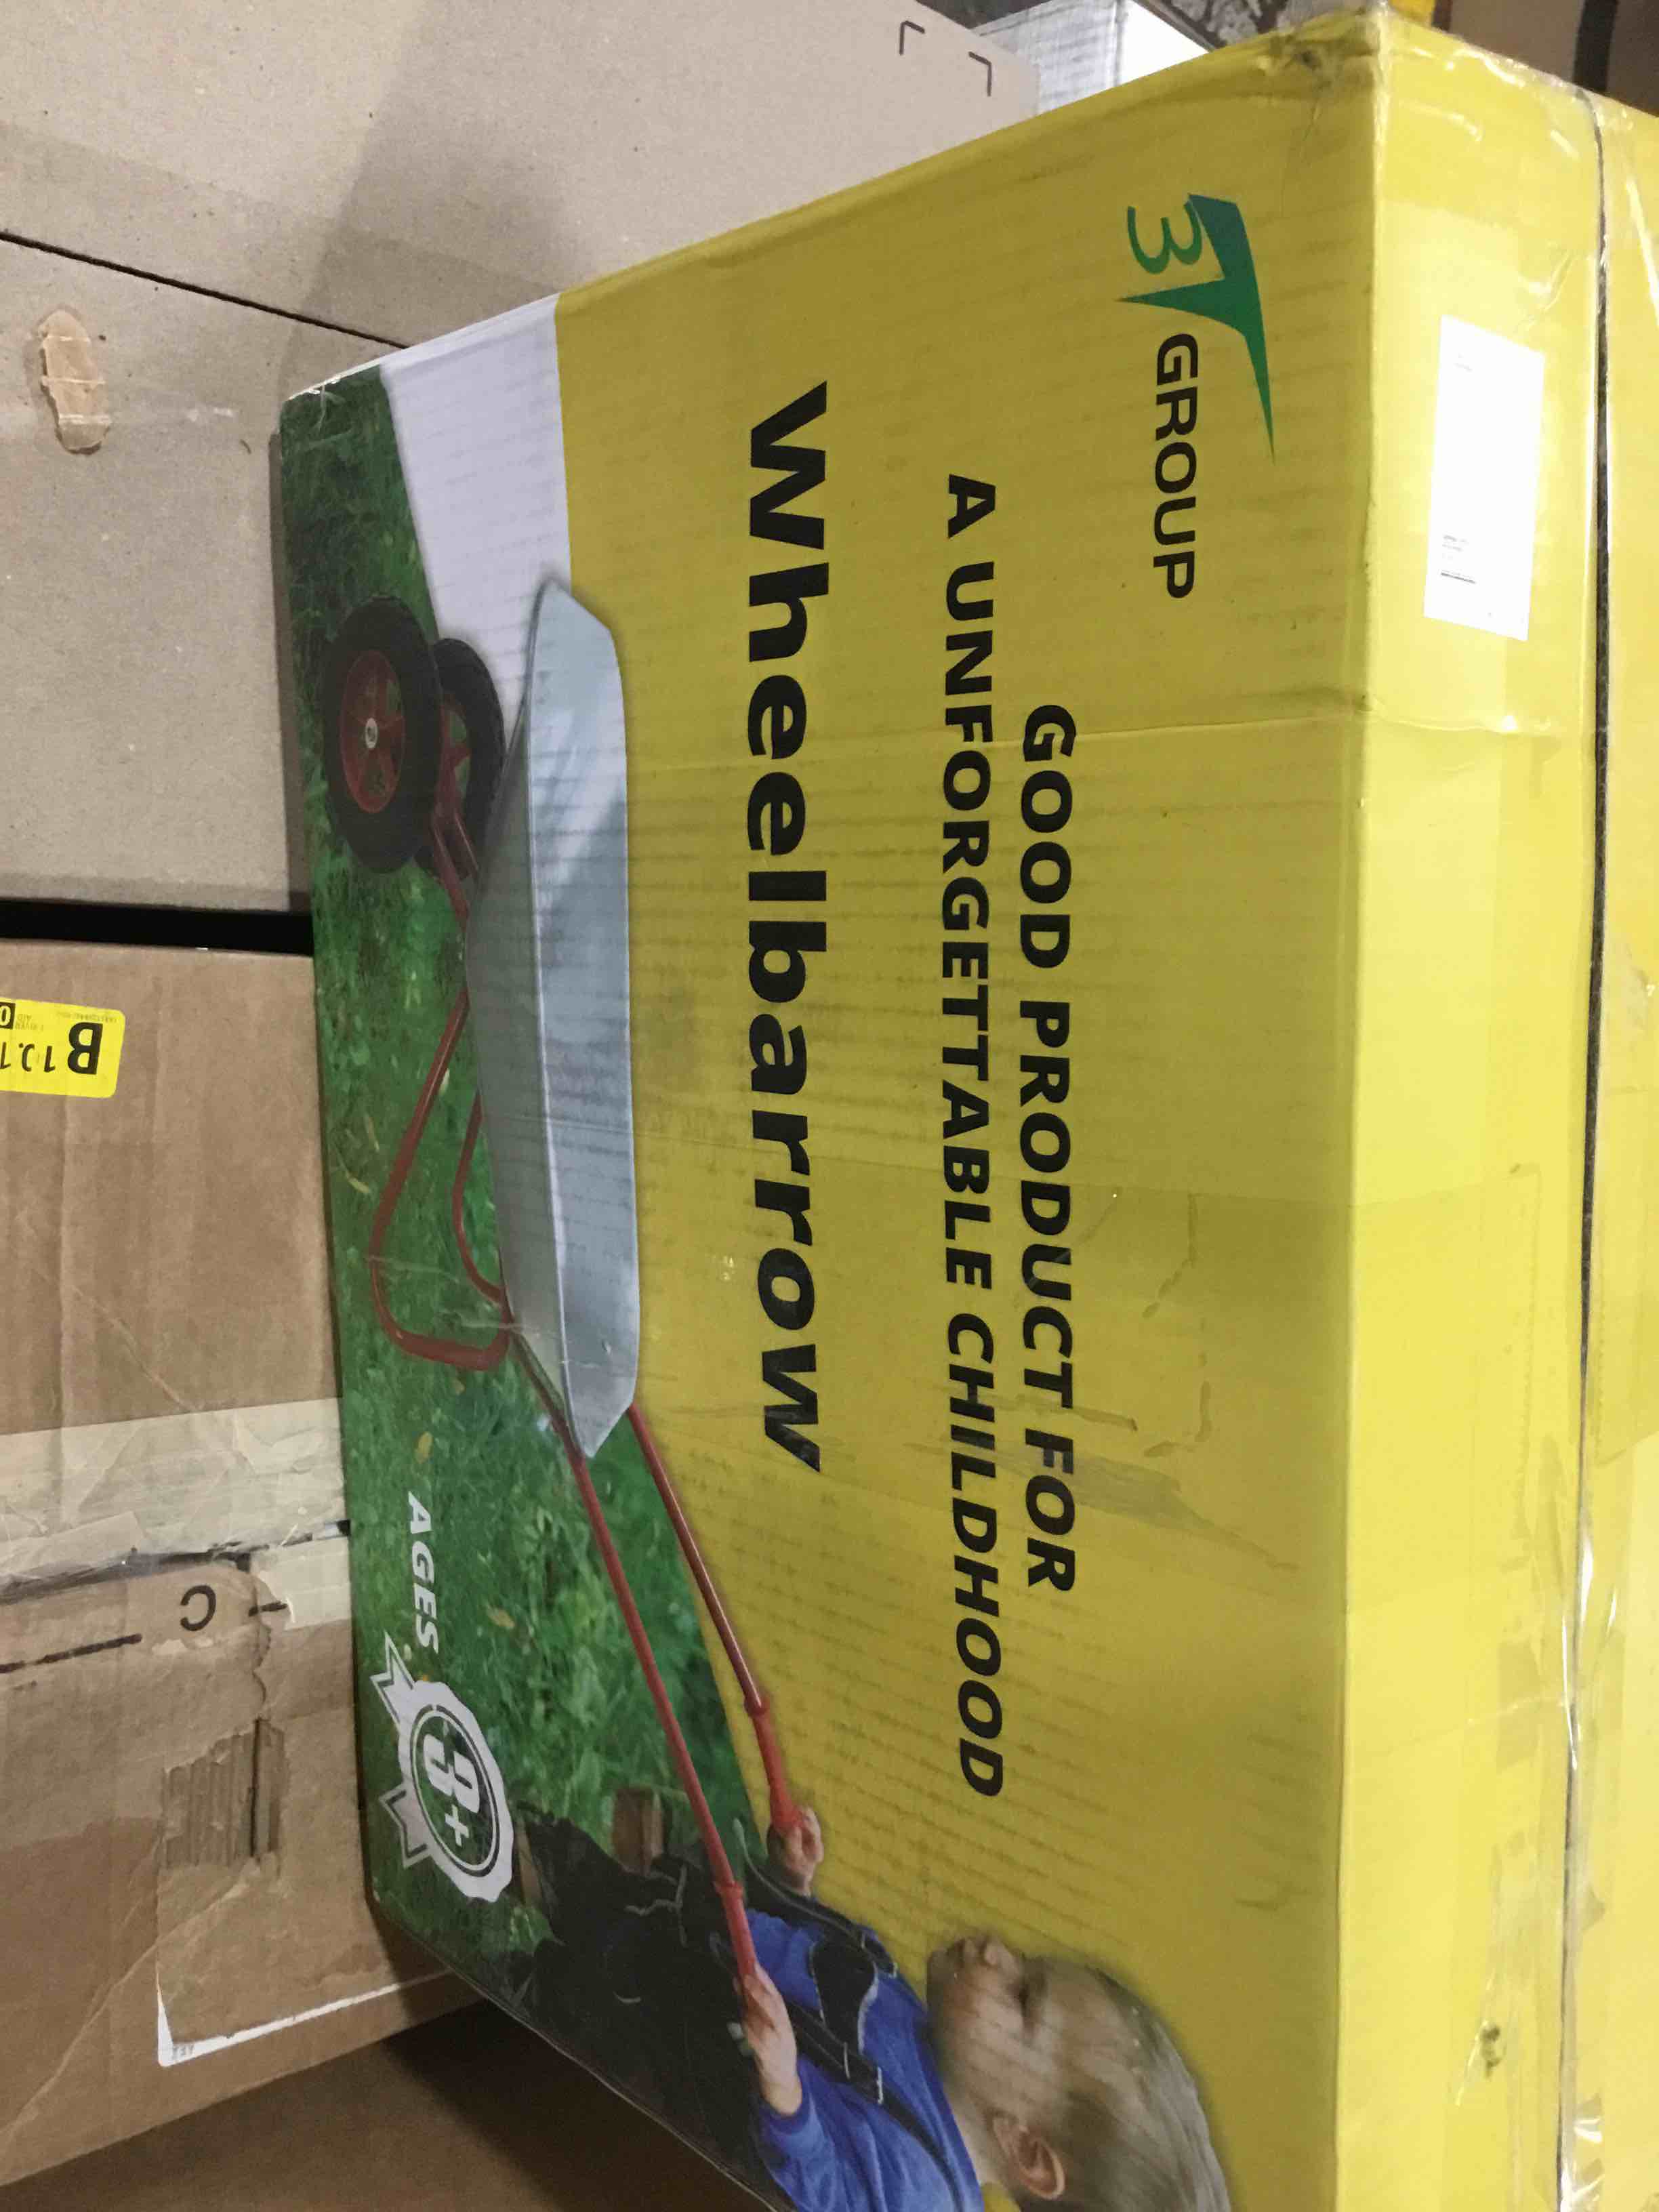 3T GROUP
GOOD PRODUCT FOR
A UNFORGETTABLE CHILDHOOD
Wheelbarrow
AGES 3+
B
C